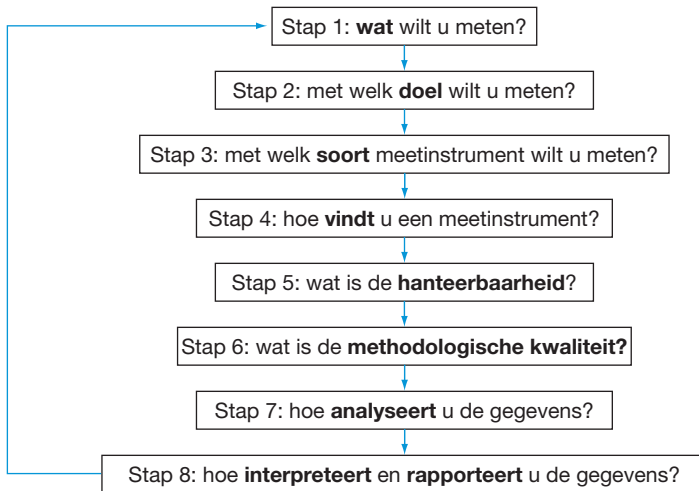 Stap 1: wat wilt u meten?
Stap 2: met welk doel wilt u meten?
Stap 3: met welk soort meetinstrument wilt u meten?
Stap 4: hoe vindt u een meetinstrument?
Stap 5: wat is de hanteerbaarheid?
Stap 6: wat is de methodologische kwaliteit?
Stap 7: hoe analyseert u de gegevens?
Stap 8: hoe interpreteert en rapporteert u de gegevens?